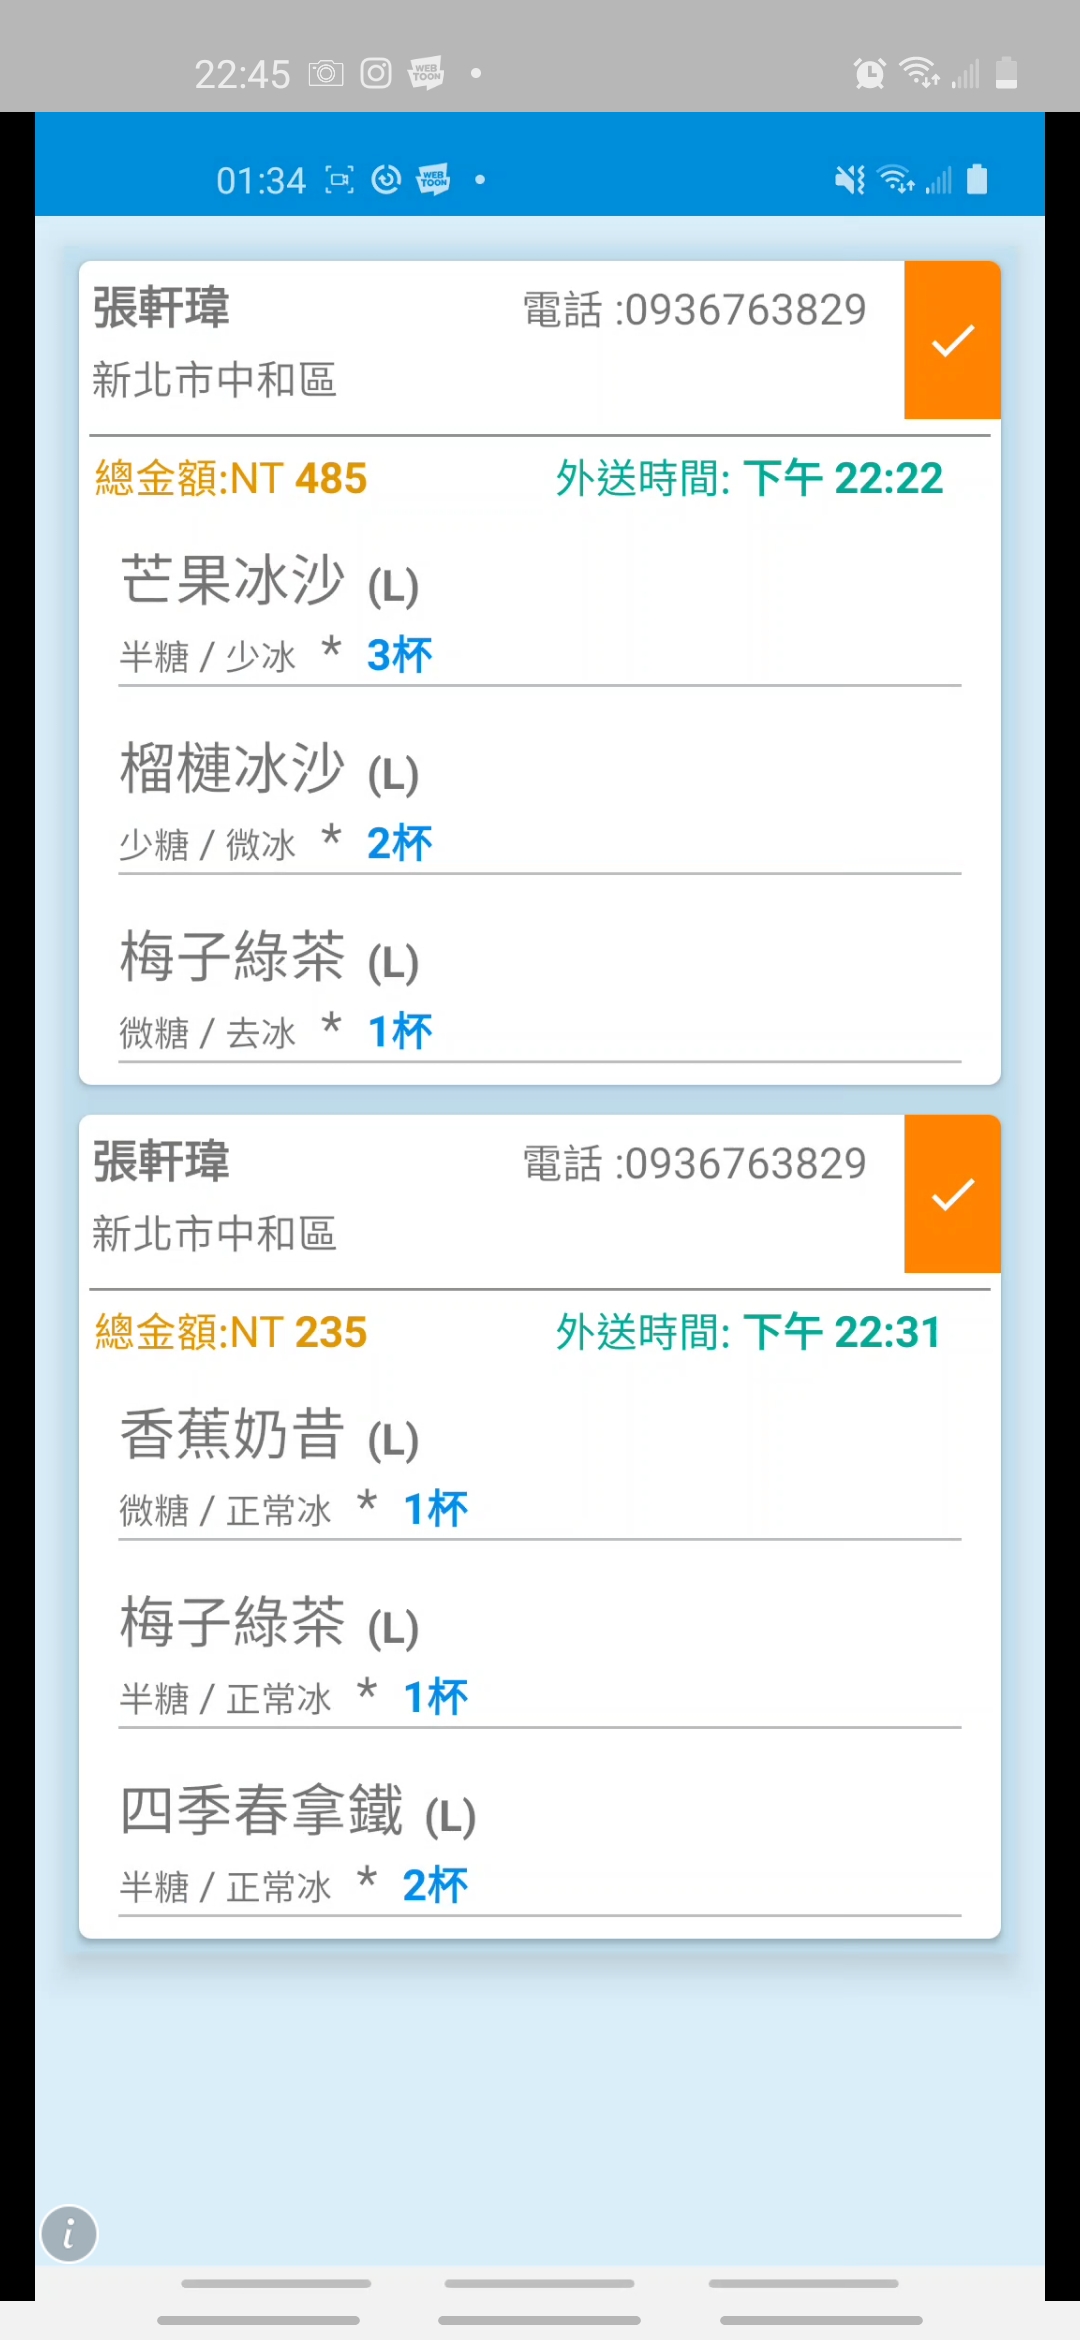 22:45
01:34
張軒瑋
電話 :0936763829
新北市中和區
總金額:NT 485
外送時間: 下午 22:22
芒果冰沙 (L)
半糖 / 少冰 * 3杯
榴槤冰沙 (L)
少糖 / 微冰 * 2杯
梅子綠茶 (L)
微糖 / 去冰 * 1杯
張軒瑋
電話 :0936763829
新北市中和區
總金額:NT 235
外送時間: 下午 22:31
香蕉奶昔 (L)
微糖 / 正常冰 * 1杯
梅子綠茶 (L)
半糖 / 正常冰 * 1杯
四季春拿鐵 (L)
半糖 / 正常冰 * 2杯